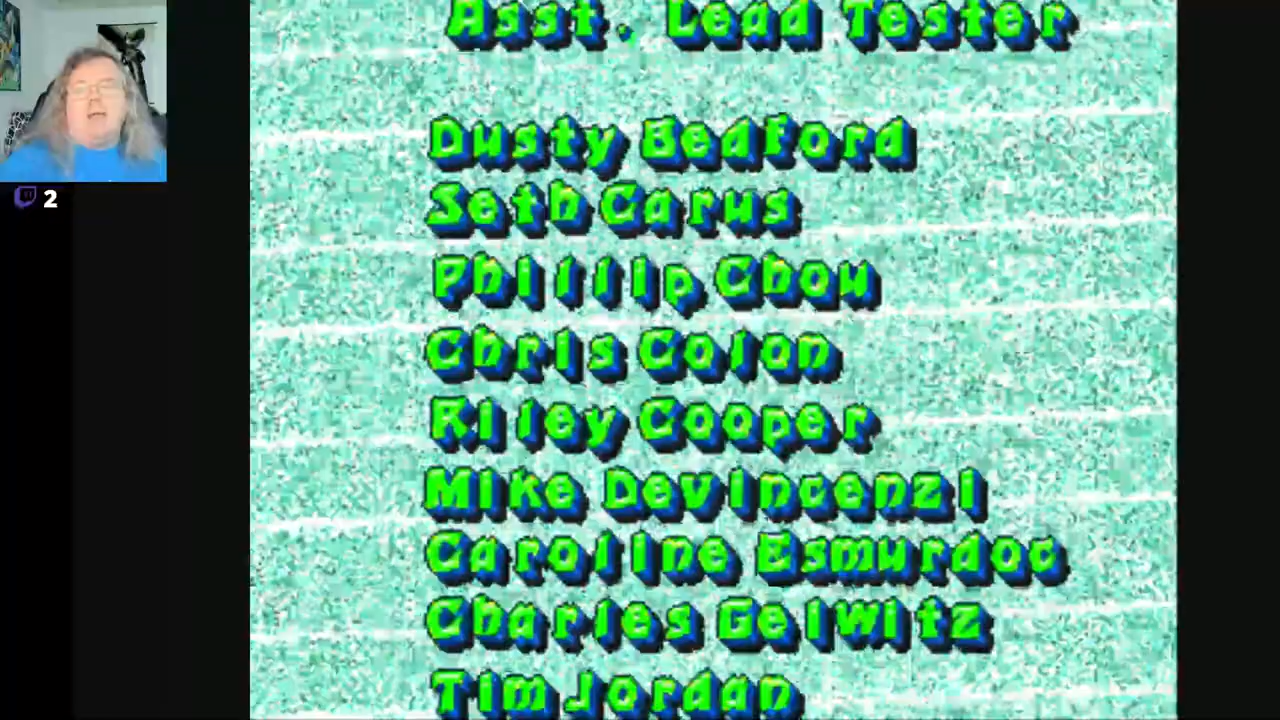 Asst. Lead Tester
Dusty Bedford
Seth Carus
Phillip Chou
Chris Colon
Riley Cooper
Mike Devincenzi
Caroline Esmurdoc
Charles Gelwitz
Tim Jordan
2